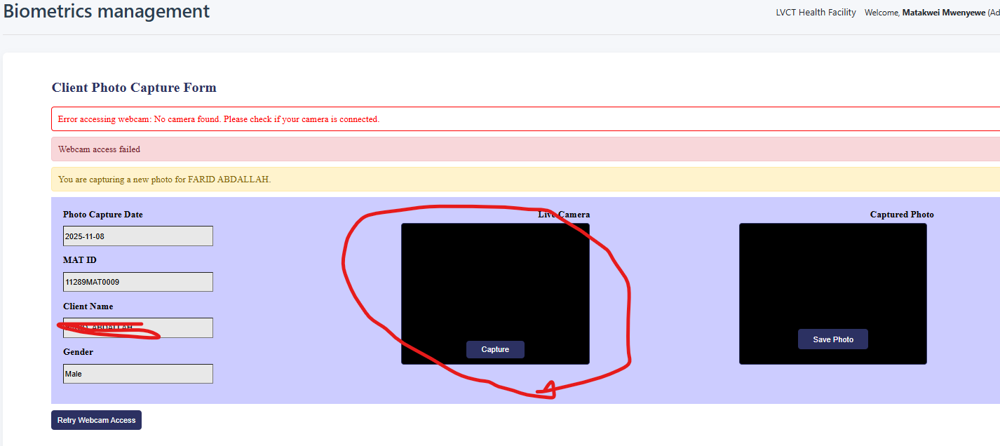 Biometrics management
LVCT Health Facility Welcome, Matakwei Mwenyewe (Ad
Client Photo Capture Form
Error accessing webcam: No camera found. Please check if your camera is connected.
Webcam access failed
You are capturing a new photo for FARID ABDALLAH.
Photo Capture Date
2025-11-08
MAT ID
11289MAT0009
Client Name
ABDALLAH
Gender
Male
Live Camera
Capture
Captured Photo
Save Photo
Retry Webcam Access